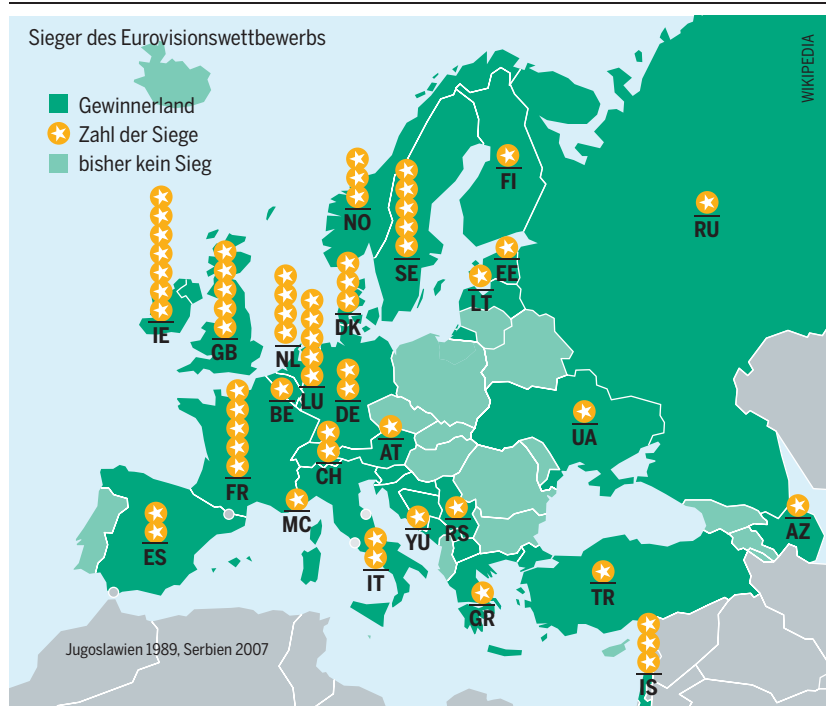 Sieger des Eurovisionswettbewerbs
WIKIPEDIA
Gewinnerland
Zahl der Siege
bisher kein Sieg
FI
NO
RU
SE
EE
LT
IE
DK
GB
NL
LU
BE
DE
UA
AT
CH
FR
MC
YU
RS
AZ
ES
IT
TR
GR
Jugoslawien 1989, Serbien 2007
IS